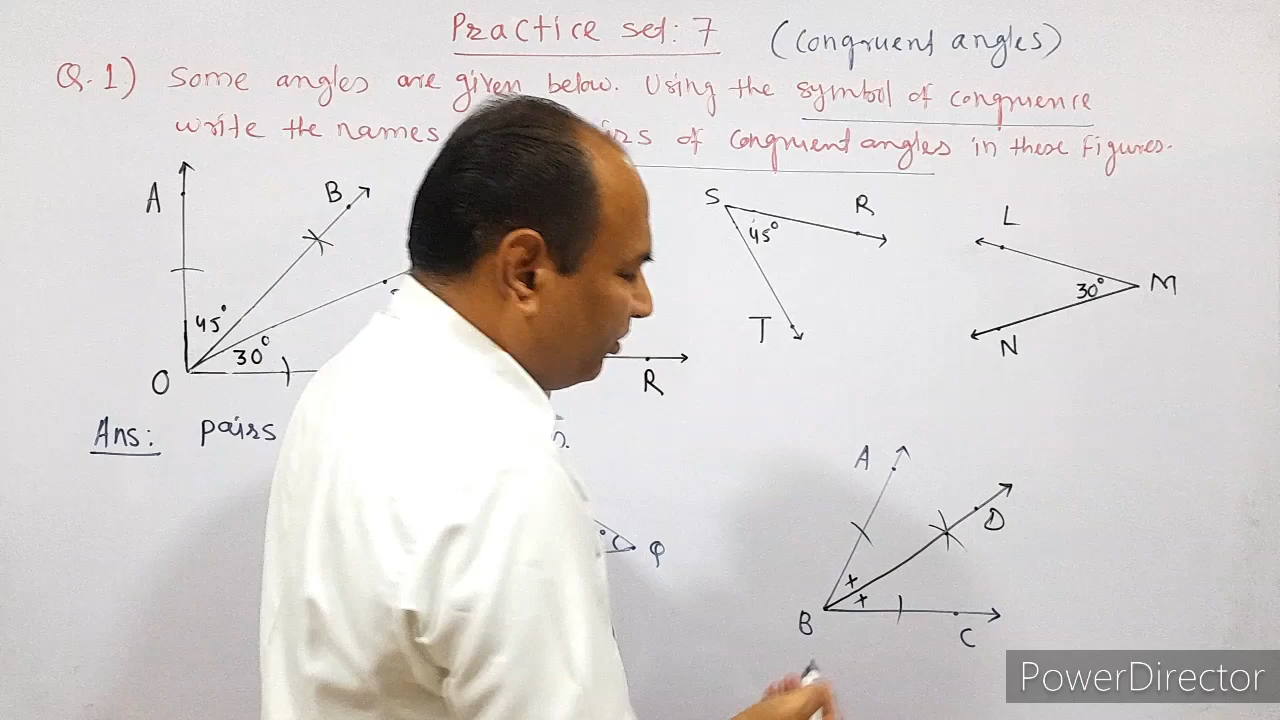 Practice set: 7 (Congruent angles)
Q.1) Some angles are given below. Using the symbol of congruence
write the names of congruent angles in these figures.
A
B
45°
30°
O
R
S
R
45°
T
L
30°
M
N
Ans: pairs
Q
A
D
B
C
PowerDirector